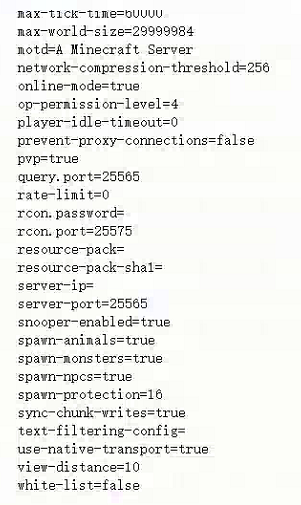 max-tick-time=60000
max-world-size=29999984
motd=A Minecraft Server
network-compression-threshold=256
online-mode=true
op-permission-level=4
player-idle-timeout=0
prevent-proxy-connections=false
pvp=true
query.port=25565
rate-limit=0
rcon.password=
rcon.port=25575
resource-pack=
resource-pack-sha1=
server-ip=
server-port=25565
snooper-enabled=true
spawn-animals=true
spawn-monsters=true
spawn-npcs=true
spawn-protection=16
sync-chunk-writes=true
text-filtering-config=
use-native-transport=true
view-distance=10
white-list=false